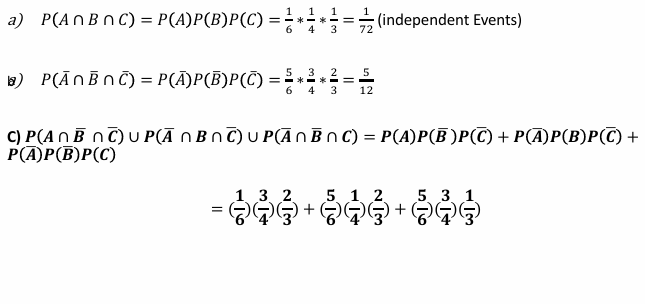 a) P(A ∩ B ∩ C) = P(A)P(B)P(C) = 1/6 * 1/4 * 1/3 = 1/72 (independent Events)
b) P(Ā ∩ B̄ ∩ C̄) = P(Ā)P(B̄)P(C̄) = 5/6 * 3/4 * 2/3 = 5/12
C) P(A ∩ B̄ ∩ C̄) ∪ P(Ā ∩ B ∩ C̄) ∪ P(Ā ∩ B̄ ∩ C) = P(A)P(B̄)P(C̄) + P(Ā)P(B)P(C̄) +
P(Ā)P(B̄)P(C)
= (1/6)(3/4)(2/3) + (5/6)(1/4)(2/3) + (5/6)(3/4)(1/3)